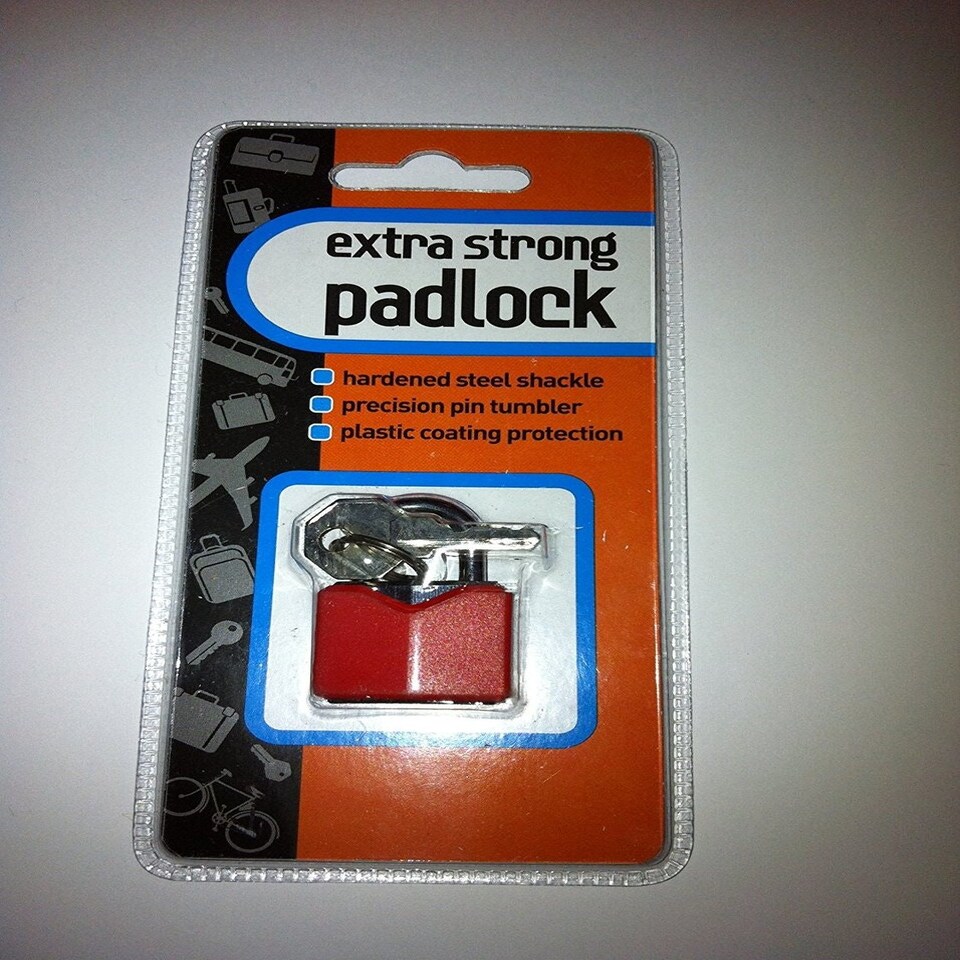 extra strong
padlock
hardened steel shackle
precision pin tumbler
plastic coating protection